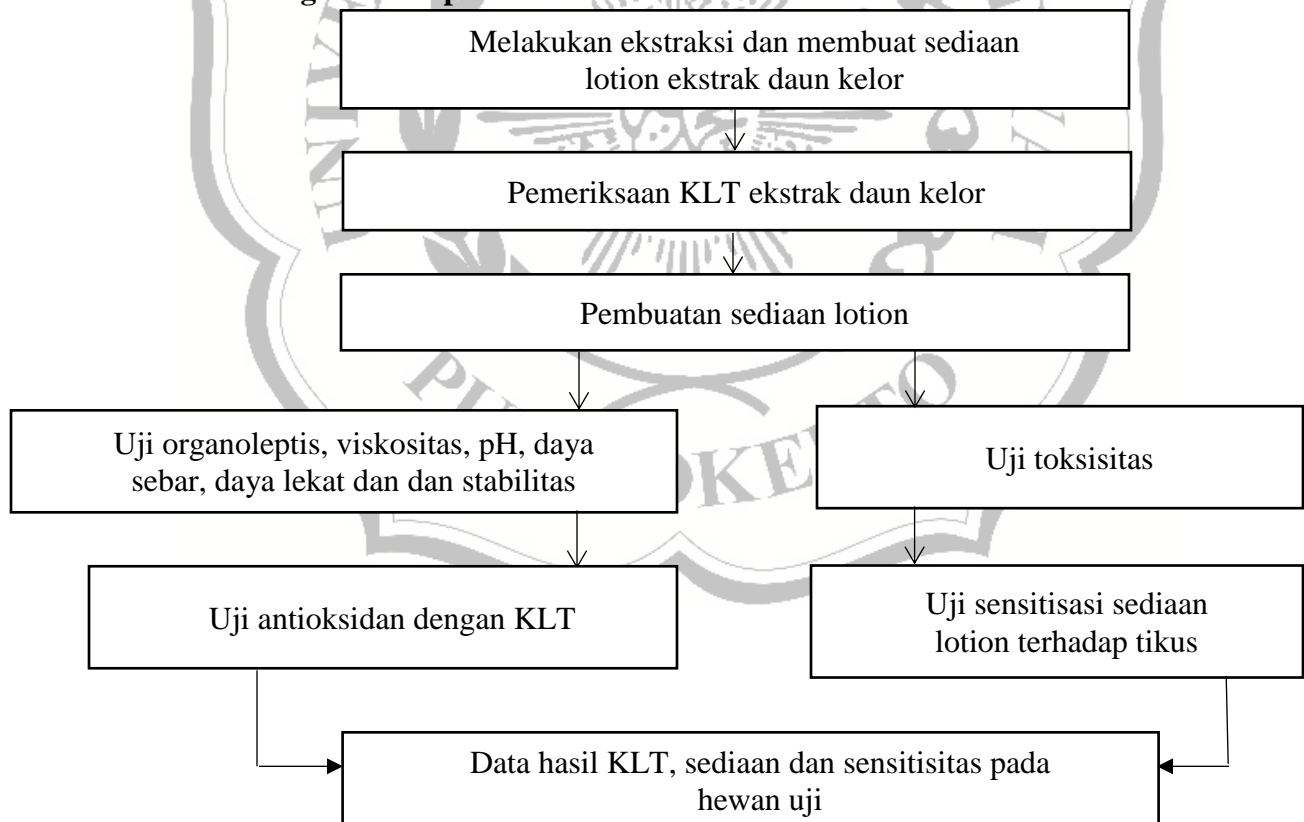 Melakukan ekstraksi dan membuat sediaan
lotion ekstrak daun kelor
Pemeriksaan KLT ekstrak daun kelor
Pembuatan sediaan lotion
Uji organoleptis, viskositas, pH, daya
sebar, daya lekat dan dan stabilitas
Uji toksisitas
Uji antioksidan dengan KLT
Uji sensitisasi sediaan
lotion terhadap tikus
Data hasil KLT, sediaan dan sensitisitas pada
hewan uji